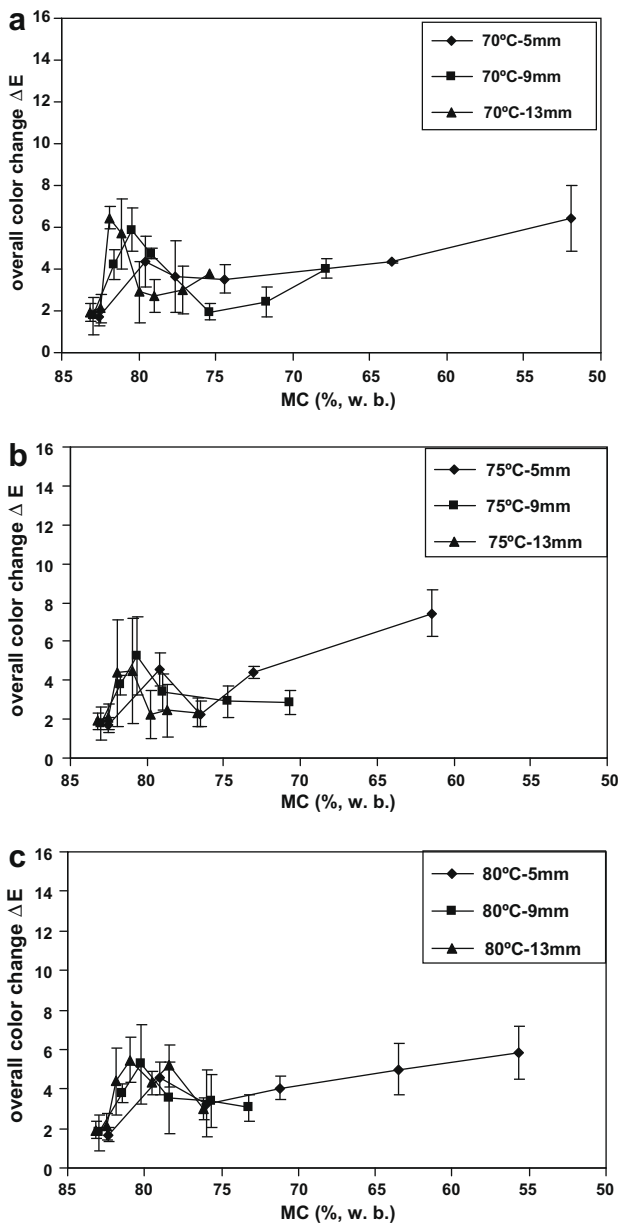 a
16
14
12
10
8
6
4
2
0
overall color change Δ E
70ºC-5mm
70ºC-9mm
70ºC-13mm
85 80 75 70 65 60 55 50
MC (%, w. b.)
b
16
14
12
10
8
6
4
2
0
overall color change Δ E
75ºC-5mm
75ºC-9mm
75ºC-13mm
85 80 75 70 65 60 55 50
MC (%, w. b.)
c
16
14
12
10
8
6
4
2
0
overall color change Δ E
80ºC-5mm
80ºC-9mm
80ºC-13mm
85 80 75 70 65 60 55 50
MC (%, w. b.)